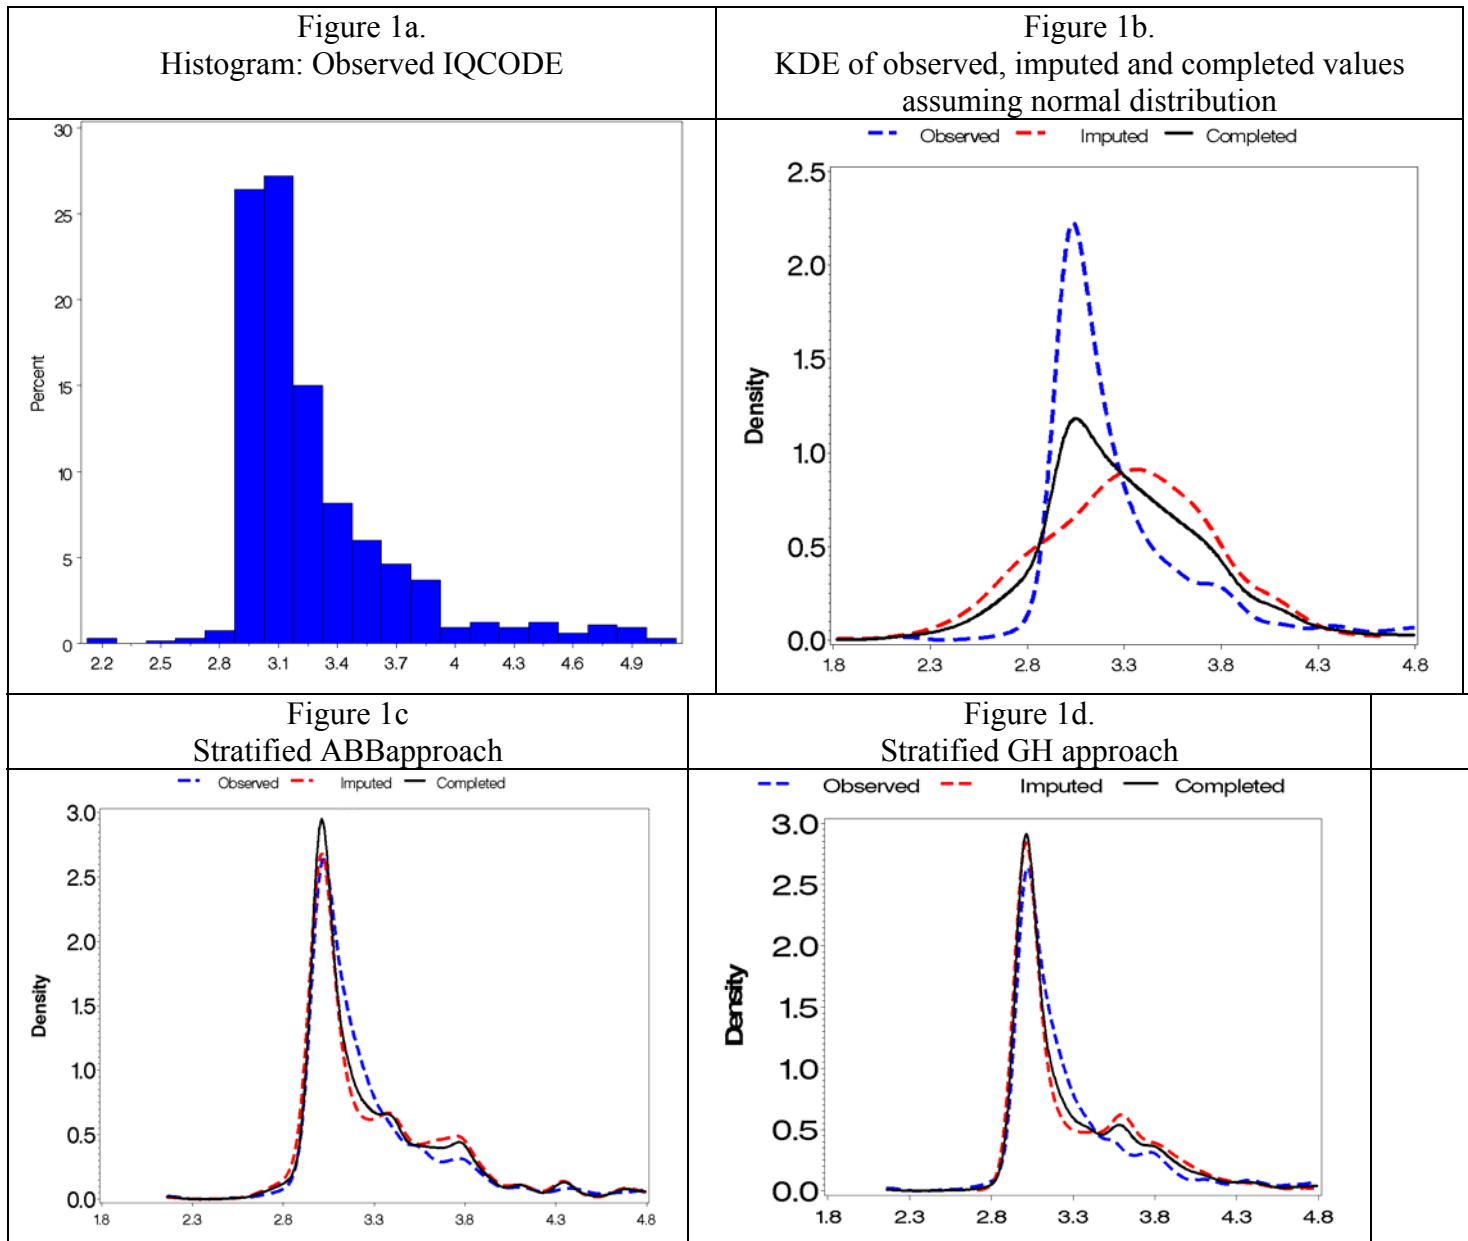 Figure 1a.
Histogram: Observed IQCODE
Figure 1b.
KDE of observed, imputed and completed values
assuming normal distribution
30
25
20
15
10
5
0
Percent
2.2 2.5 2.8 3.1 3.4 3.7 4 4.3 4.6 4.9
Observed Imputed Completed
2.5
2.0
1.5
1.0
0.5
0.0
Density
1.8 2.3 2.8 3.3 3.8 4.3 4.8
Figure 1c
Stratified ABBapproach
Figure 1d.
Stratified GH approach
Observed Imputed Completed
3.0
2.5
2.0
1.5
1.0
0.5
0.0
Density
1.8 2.3 2.8 3.3 3.8 4.3 4.8
Observed Imputed Completed
3.0
2.5
2.0
1.5
1.0
0.5
0.0
Density
1.8 2.3 2.8 3.3 3.8 4.3 4.8